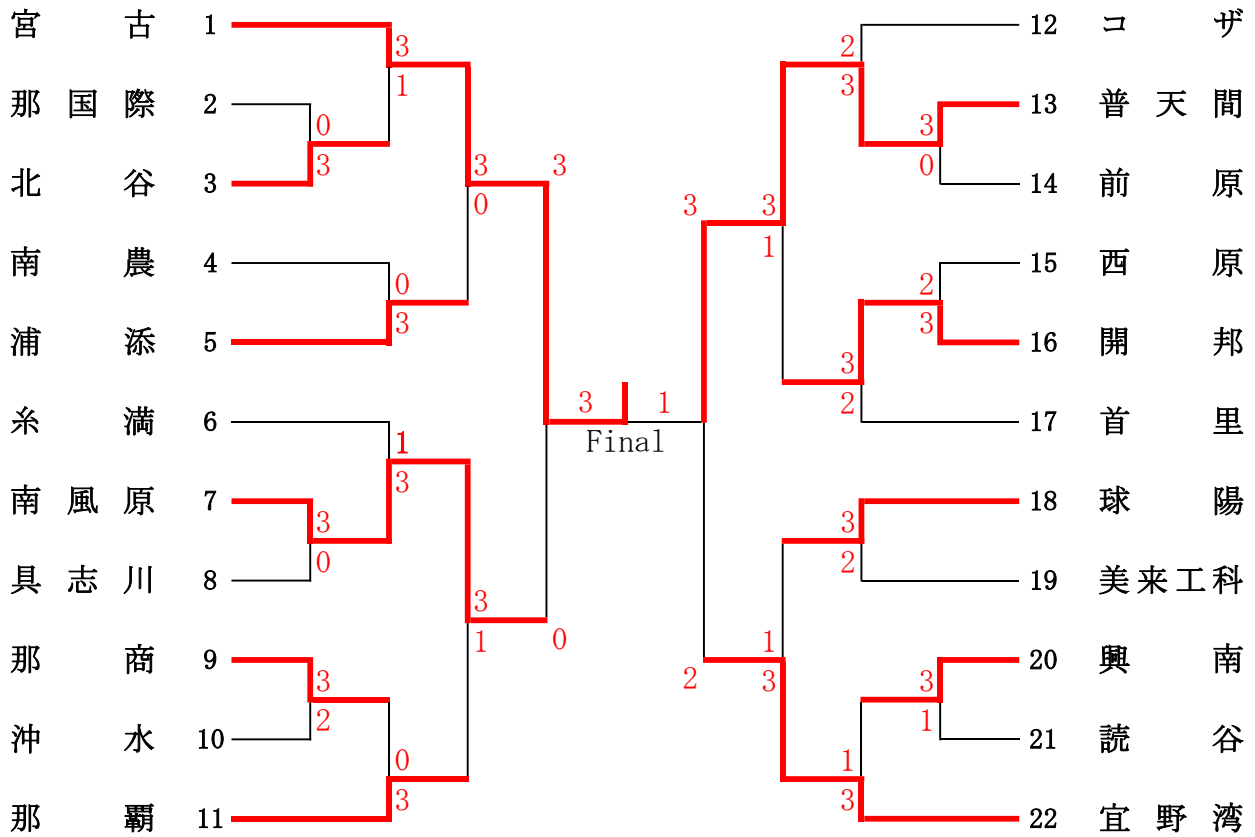 宮古 1 3 2 12 コザ
那国際 2 0 1 3 3 13 普天間
北谷 3 3 3 3 0 14 前原
0 3 3
南農 4 0 1 2 15 西原
浦添 5 3 3 3 16 開邦
糸満 6 1 3 1 2 17 首里
Final
南風原 7 3 3 3 18 球陽
具志川 8 0 2 19 美来工科
3
那商 9 3 1 0 1 3 20 興南
沖水 10 2 2 3 1 21 読谷
0 1
那覇 11 3 3 22 宜野湾